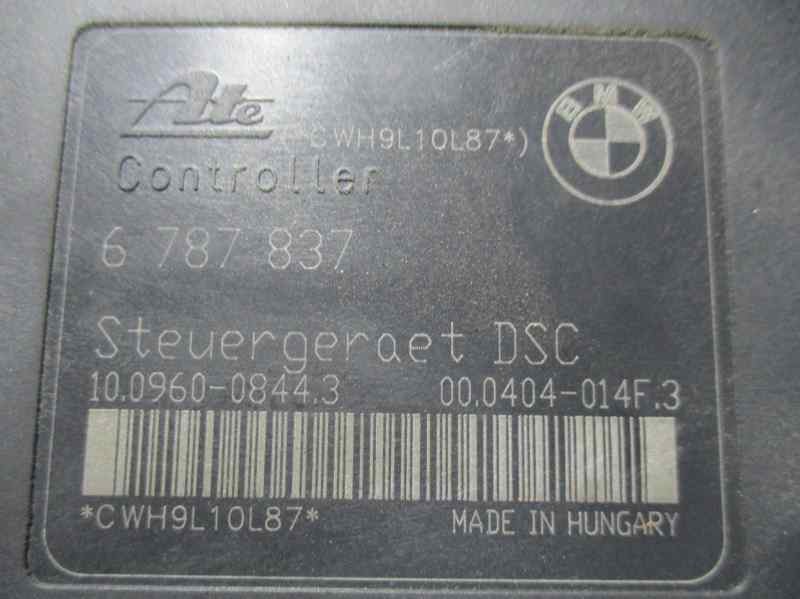 Ate
BMW
CWH9L10L87*)
Controller
6 787 837
Steuergeraet DSC
10.0960-0844.3 00.0404-014F.3
*CWH9L10L87* MADE IN HUNGARY